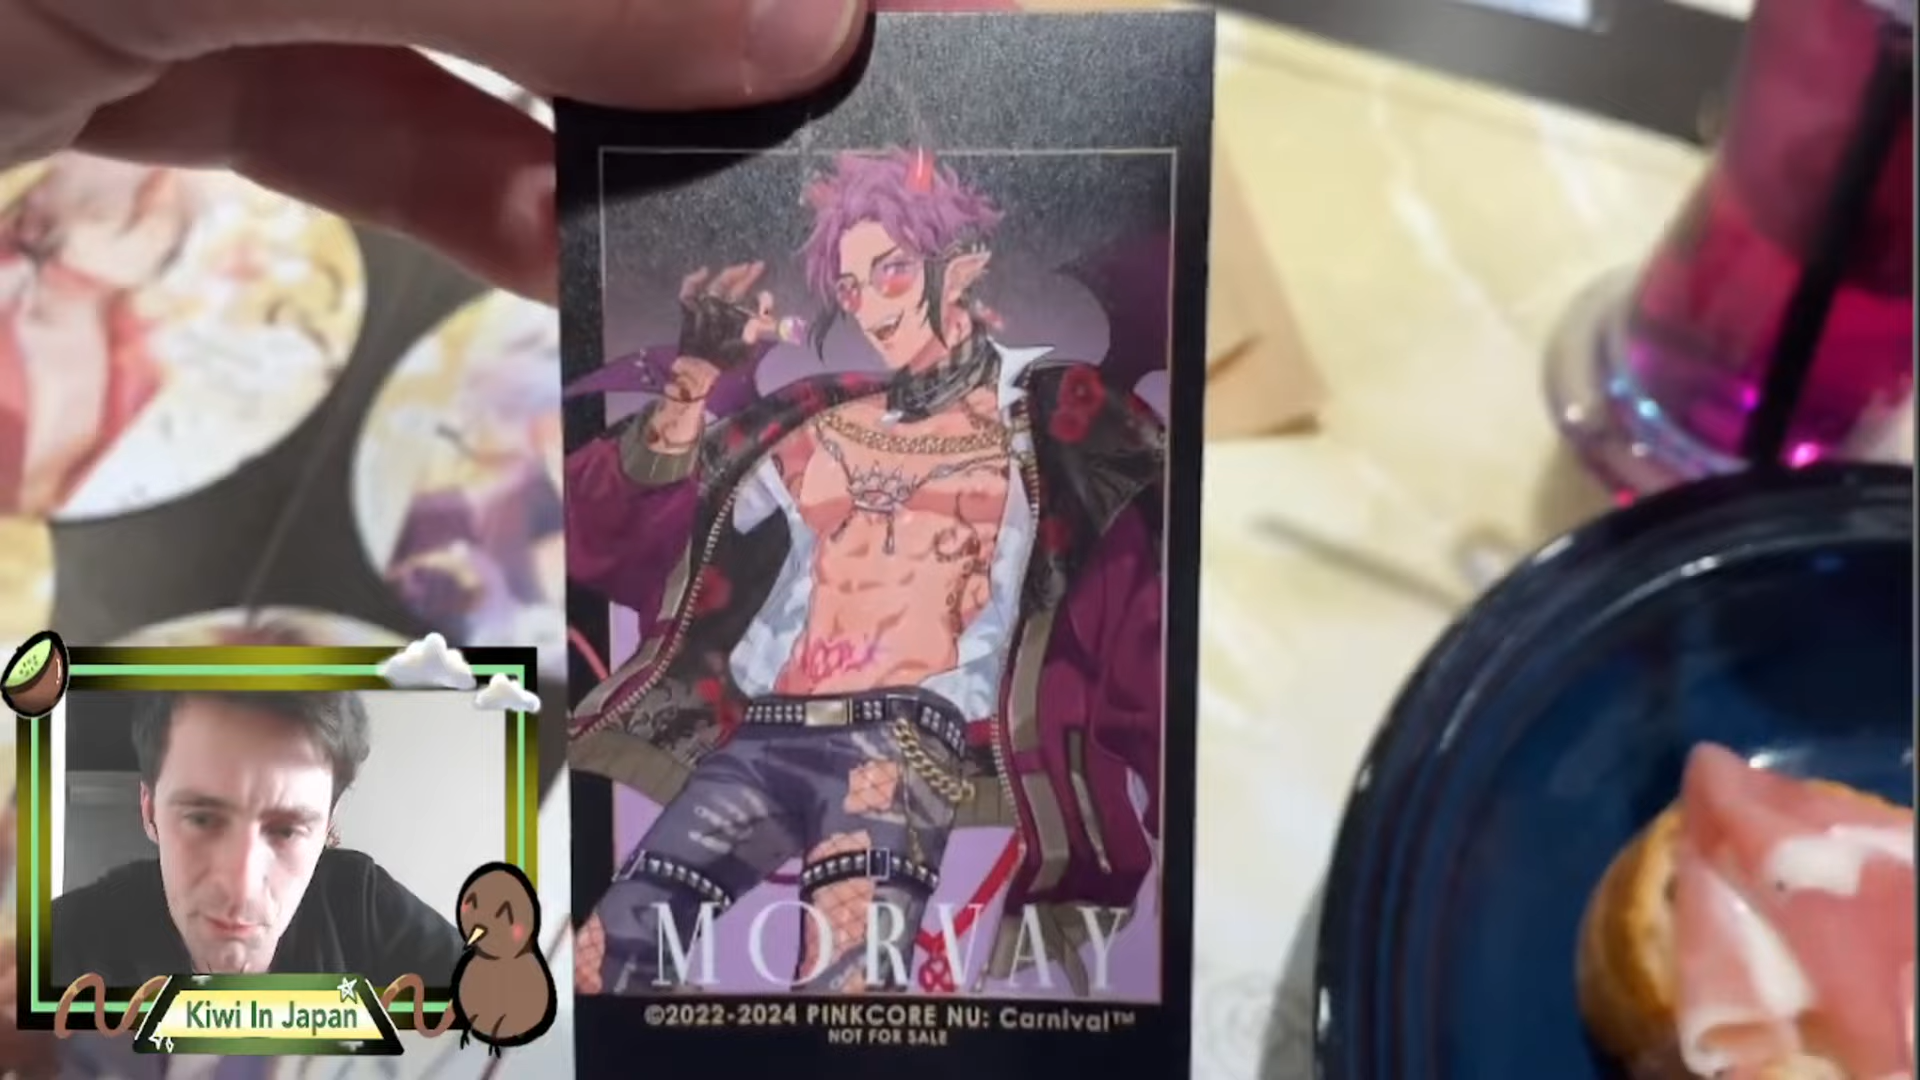 MORVAY
©2022-2024 PINKCORE NU: Carnival™
NOT FOR SALE
Kiwi In Japan